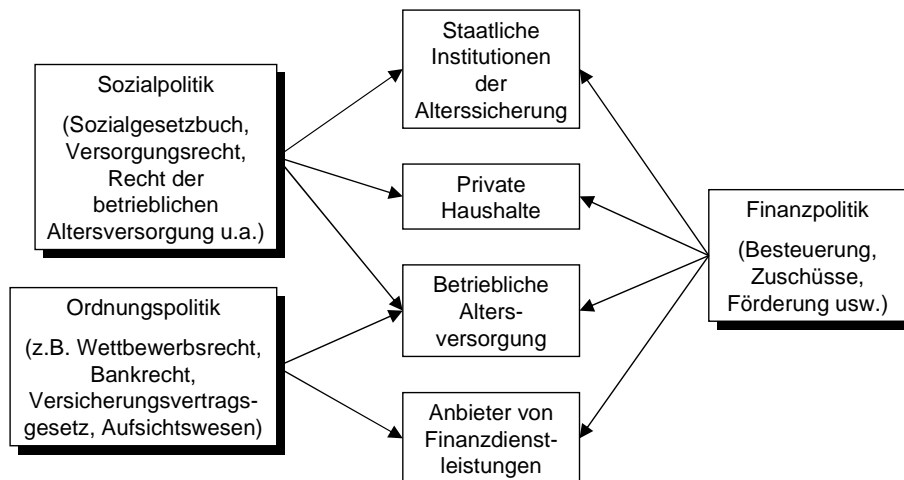 Sozialpolitik
(Sozialgesetzbuch,
Versorgungsrecht,
Recht der
betrieblichen
Altersversorgung u.a.)
Ordnungspolitik
(z.B. Wettbewerbsrecht,
Bankrecht,
Versicherungsvertrags-
gesetz, Aufsichtswesen)
Staatliche
Institutionen
der
Alterssicherung
Private
Haushalte
Betriebliche
Alters-
versorgung
Anbieter von
Finanzdienst-
leistungen
Finanzpolitik
(Besteuerung,
Zuschüsse,
Förderung usw.)